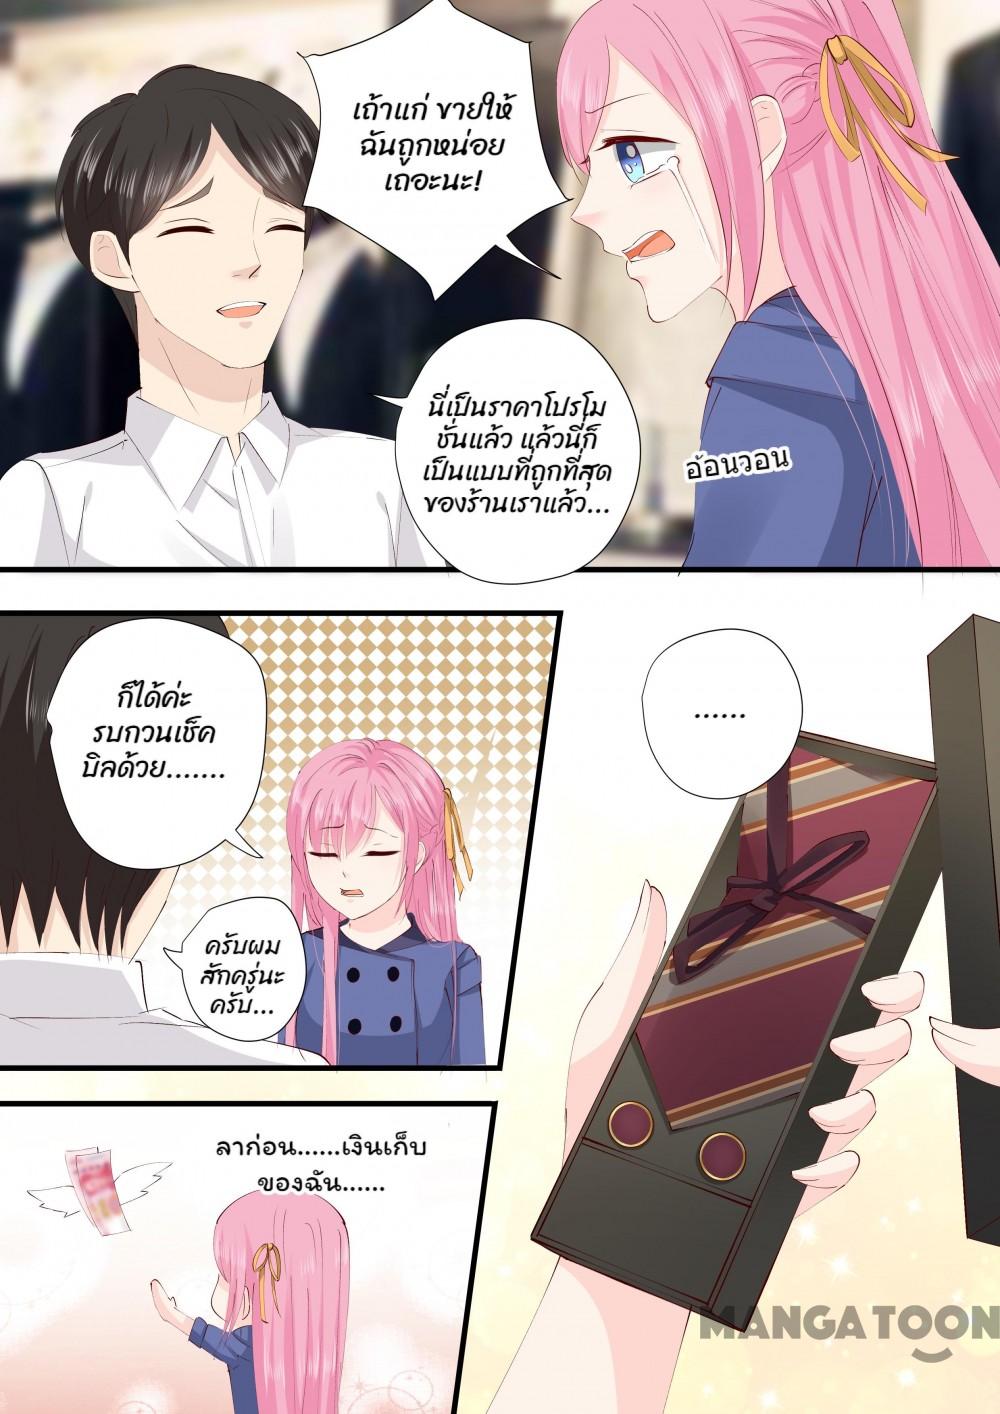 เถ้าแก่ ขายให้
ฉันถูกหน่อย
เถอะนะ!
นี่เป็นราคาโปรโม
ชั่นแล้ว แล้วนี่ก็
เป็นแบบที่ถูกที่สุด
ของร้านเราแล้ว...
อ้อนวอน
ก็ได้ค่ะ
รบกวนเช็ค
บิลด้วย.......
......
ครับผม
สักครู่นะ
ครับ...
ลาก่อน......เงินเก็บ
ของฉัน......
MANGATOON